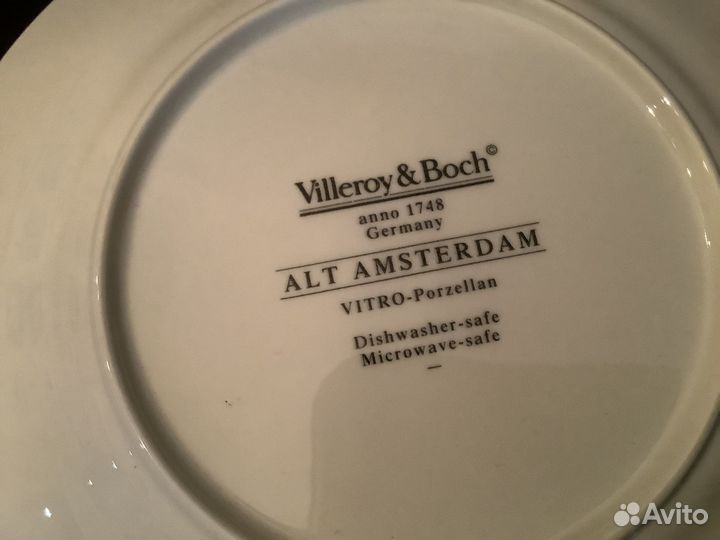 Villeroy & Boch ©
anno 1748
Germany
ALT AMSTERDAM
VITRO-Porzellan
Dishwasher-safe
Microwave-safe
Avito